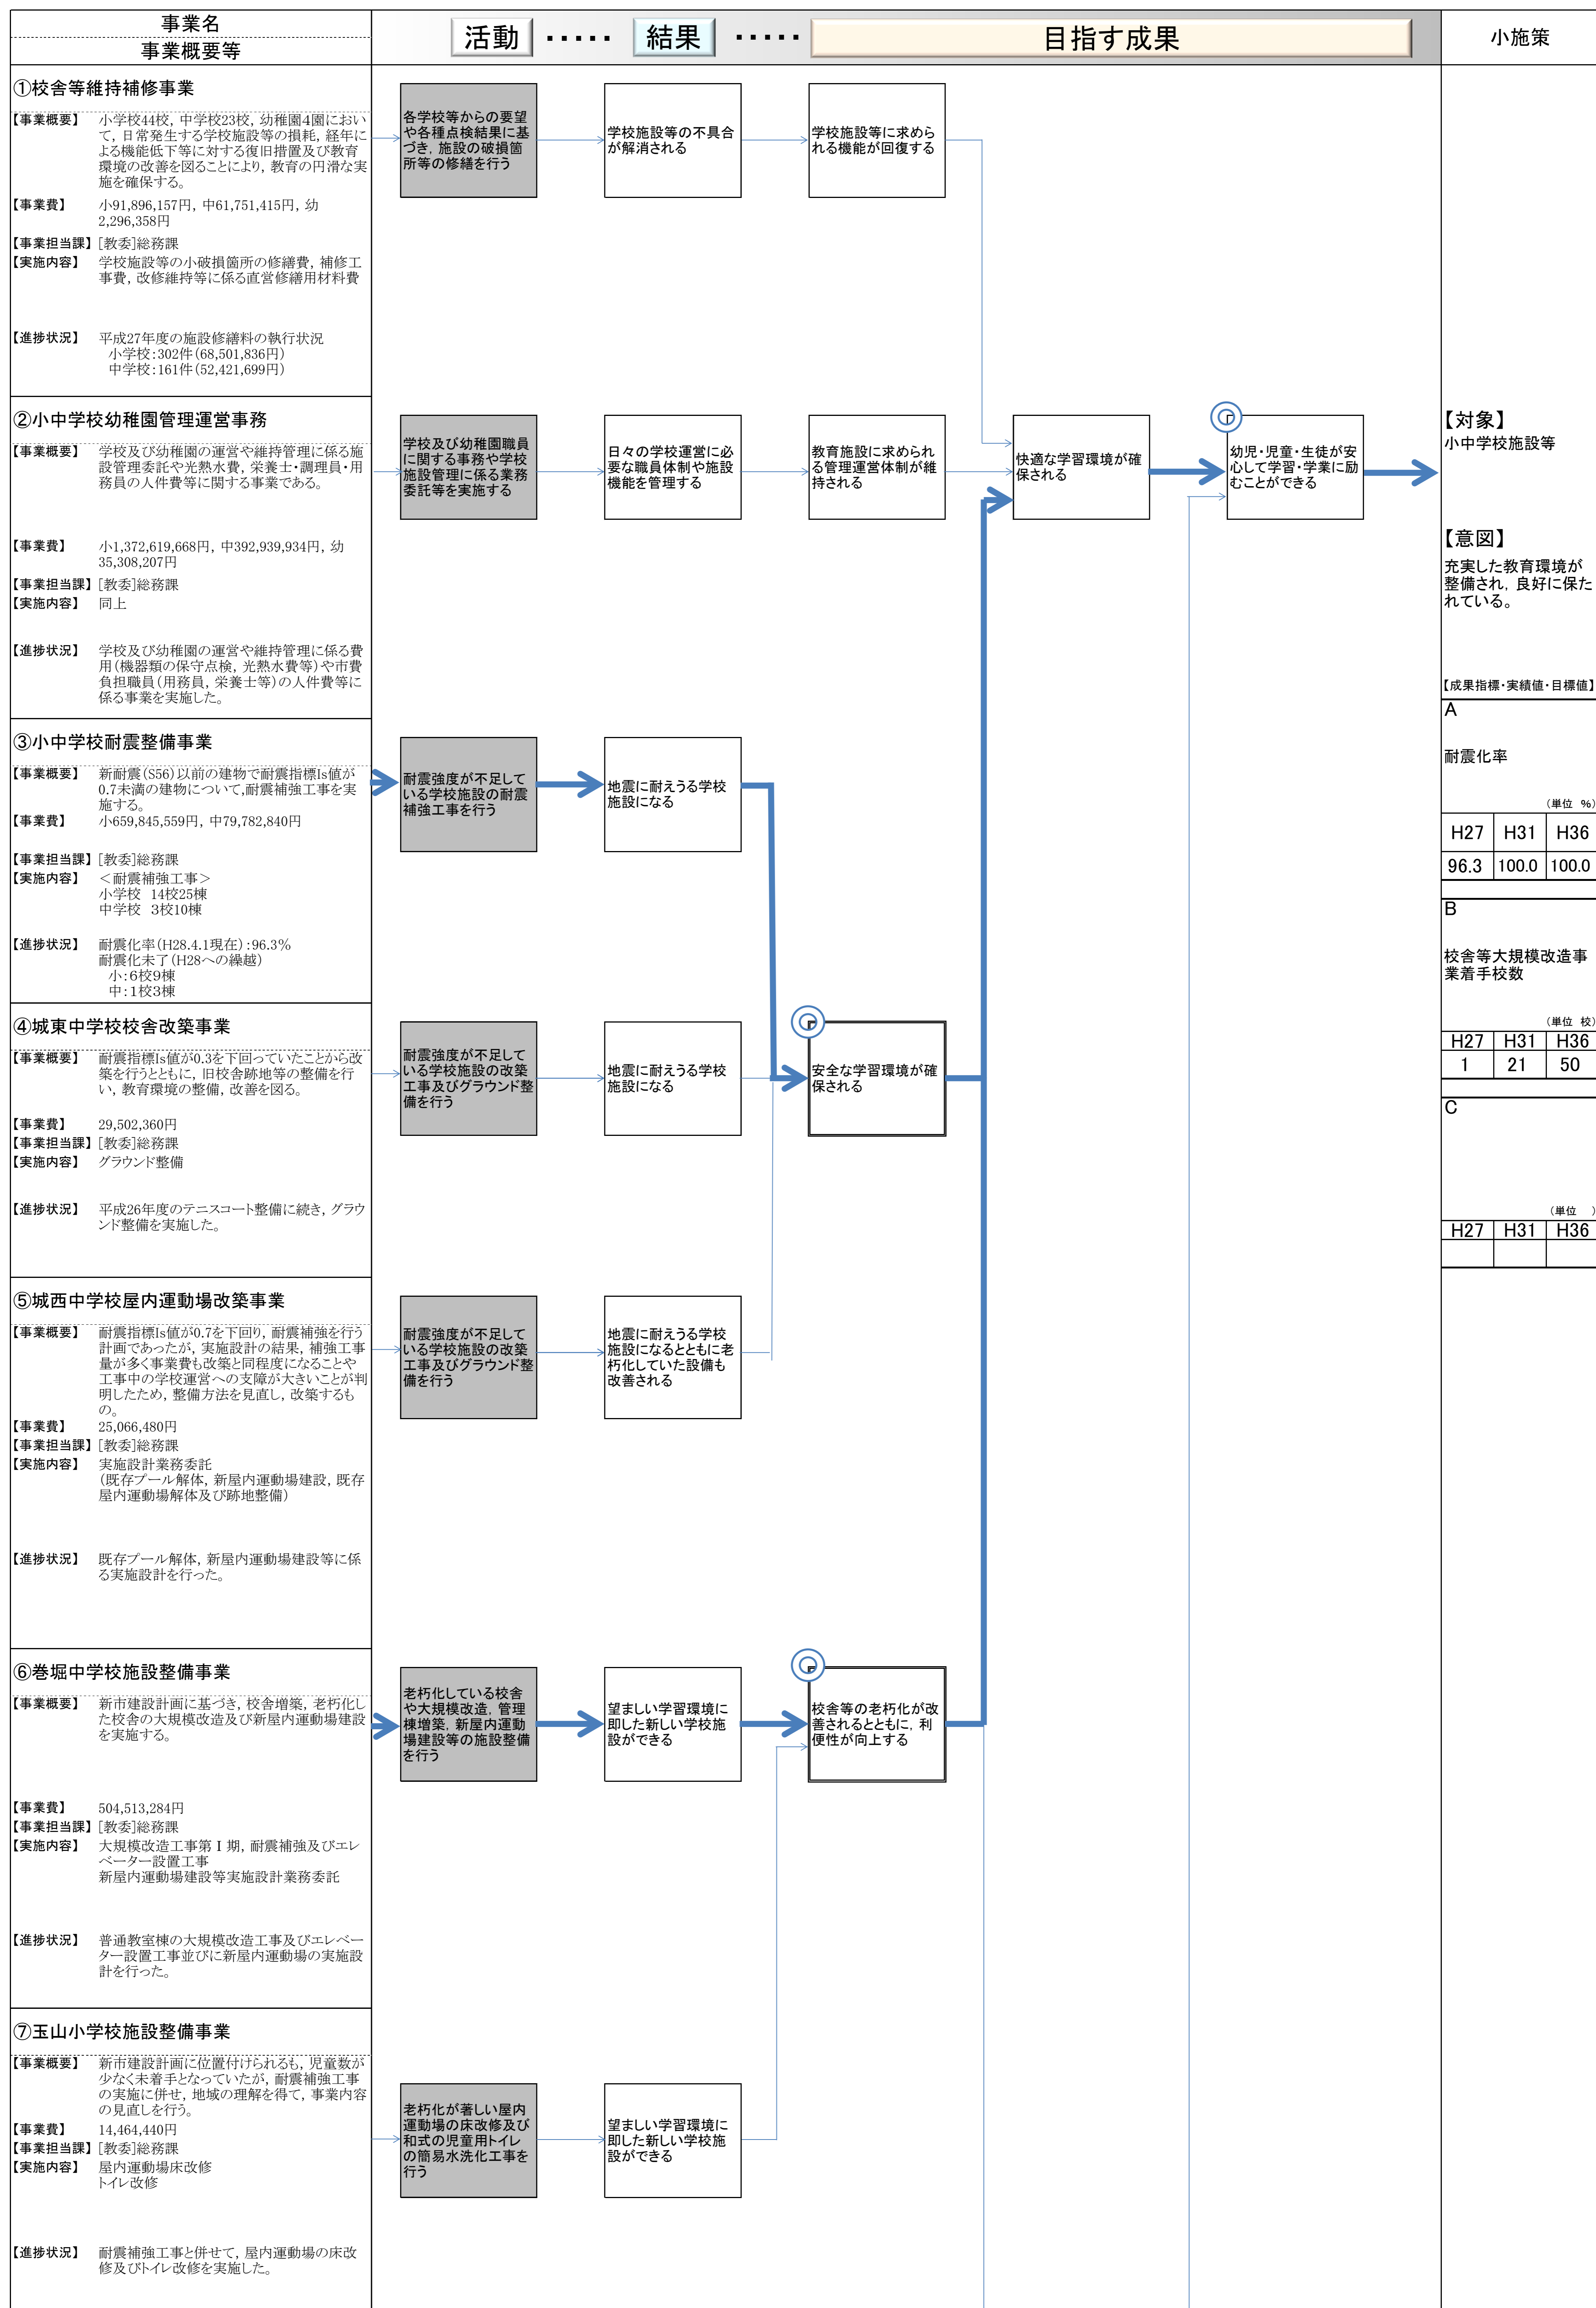 事業名
事業概要等
活動 ・・・・・ 結果 ・・・・・ 目指す成果
小施策
①校舎等維持補修事業
【事業概要】 小学校44校，中学校23校，幼稚園4園におい
て，日常発生する学校施設等の損耗，経年に
よる機能低下等に対する復旧措置及び教育
環境の改善を図ることにより，教育の円滑な実
施を確保する。
【事業費】 小91,896,157円，中61,751,415円，幼
2,296,358円
【事業担当課】 [教委]総務課
【実施内容】 学校施設等の小破損箇所の修繕費，補修工
事費，改修維持等に係る直営修繕用材料費
【進捗状況】 平成27年度の施設修繕料の執行状況
小学校：302件（68,501,836円）
中学校：161件（52,421,699円）
各学校等からの要望
や各種点検結果に基
づき，施設の破損箇
所等の修繕を行う
学校施設等の不具合
が解消される
学校施設等に求めら
れる機能が回復する
②小中学校幼稚園管理運営事務
【事業概要】 学校及び幼稚園の運営や維持管理に係る施
設管理委託や光熱水費，栄養士・調理員・用
務員の人件費等に関する事業である。
【事業費】 小1,372,619,668円，中392,939,934円，幼
35,308,207円
【事業担当課】 [教委]総務課
【実施内容】 同上
【進捗状況】 学校及び幼稚園の運営や維持管理に係る費
用（機器類の保守点検，光熱水費等）や市費
負担職員（用務員，栄養士等）の人件費等に
係る事業を実施した。
学校及び幼稚園職員
に関する事務や学校
施設管理に係る業務
委託等を実施する
日々の学校運営に必
要な職員体制や施設
機能を管理する
教育施設に求められ
る管理運営体制が維
持される
快適な学習環境が確
保される
◎
幼児・児童・生徒が安
心して学習・学業に励
むことができる
③小中学校耐震整備事業
【事業概要】 新耐震（S56）以前の建物で耐震指標Is値が
0.7未満の建物について,耐震補強工事を実
施する。
【事業費】 小659,845,559円，中79,782,840円
【事業担当課】 [教委]総務課
【実施内容】 ＜耐震補強工事＞
小学校 14校25棟
中学校 3校10棟
【進捗状況】 耐震化率（H28.4.1現在）：96.3％
耐震化未了（H28への繰越）
小：6校9棟
中：1校3棟
耐震強度が不足して
いる学校施設の耐震
補強工事を行う
地震に耐えうる学校
施設になる
④城東中学校校舎改築事業
【事業概要】 耐震指標Is値が0.3を下回っていたことから改
築を行うとともに，旧校舎跡地等の整備を行
い，教育環境の整備，改善を図る。
【事業費】 29,502,360円
【事業担当課】 [教委]総務課
【実施内容】 グラウンド整備
【進捗状況】 平成26年度のテニスコート整備に続き，グラウ
ンド整備を実施した。
耐震強度が不足して
いる学校施設の改築
工事及びグラウンド整
備を行う
地震に耐えうる学校
施設になる
◎
安全な学習環境が確
保される
⑤城西中学校屋内運動場改築事業
【事業概要】 耐震指標Is値が0.7を下回り，耐震補強を行う
計画であったが，実施設計の結果，補強工事
量が多く事業費も改築と同程度になることや
工事中の学校運営への支障が大きいことが判
明したため，整備方法を見直し，改築するも
の。
【事業費】 25,066,480円
【事業担当課】 [教委]総務課
【実施内容】 実施設計業務委託
（既存プール解体，新屋内運動場建設，既存
屋内運動場解体及び跡地整備）
【進捗状況】 既存プール解体，新屋内運動場建設等に係
る実施設計を行った。
耐震強度が不足して
いる学校施設の改築
工事及びグラウンド整
備を行う
地震に耐えうる学校
施設になるとともに老
朽化していた設備も
改善される
⑥巻堀中学校施設整備事業
【事業概要】 新市建設計画に基づき，校舎増築，老朽化し
た校舎の大規模改造及び新屋内運動場建設
を実施する。
【事業費】 504,513,284円
【事業担当課】 [教委]総務課
【実施内容】 大規模改造工事第Ⅰ期，耐震補強及びエレ
ベーター設置工事
新屋内運動場建設等実施設計業務委託
【進捗状況】 普通教室棟の大規模改造工事及びエレベー
ター設置工事並びに新屋内運動場の実施設
計を行った。
老朽化している校舎
や大規模改造，管理
棟増築，新屋内運動
場建設等の施設整備
を行う
望ましい学習環境に
即した新しい学校施
設ができる
◎
校舎等の老朽化が改
善されるとともに，利
便性が向上する
⑦玉山小学校施設整備事業
【事業概要】 新市建設計画に位置付けられるも，児童数が
少なく未着手となっていたが，耐震補強工事
の実施に併せ，地域の理解を得て，事業内容
の見直しを行う。
【事業費】 14,464,440円
【事業担当課】 [教委]総務課
【実施内容】 屋内運動場床改修
トイレ改修
【進捗状況】 耐震補強工事と併せて，屋内運動場の床改
修及びトイレ改修を実施した。
老朽化が著しい屋内
運動場の床改修及び
和式の児童用トイレ
の簡易水洗化工事を
行う
望ましい学習環境に
即した新しい学校施
設ができる
【対象】
小中学校施設等
【意図】
充実した教育環境が
整備され，良好に保た
れている。
【成果指標・実績値・目標値】
A
耐震化率
（単位 ％）
H27 H31 H36
96.3 100.0 100.0
B
校舎等大規模改造事
業着手校数
（単位 校）
H27 H31 H36
1 21 50
C
（単位 ）
H27 H31 H36